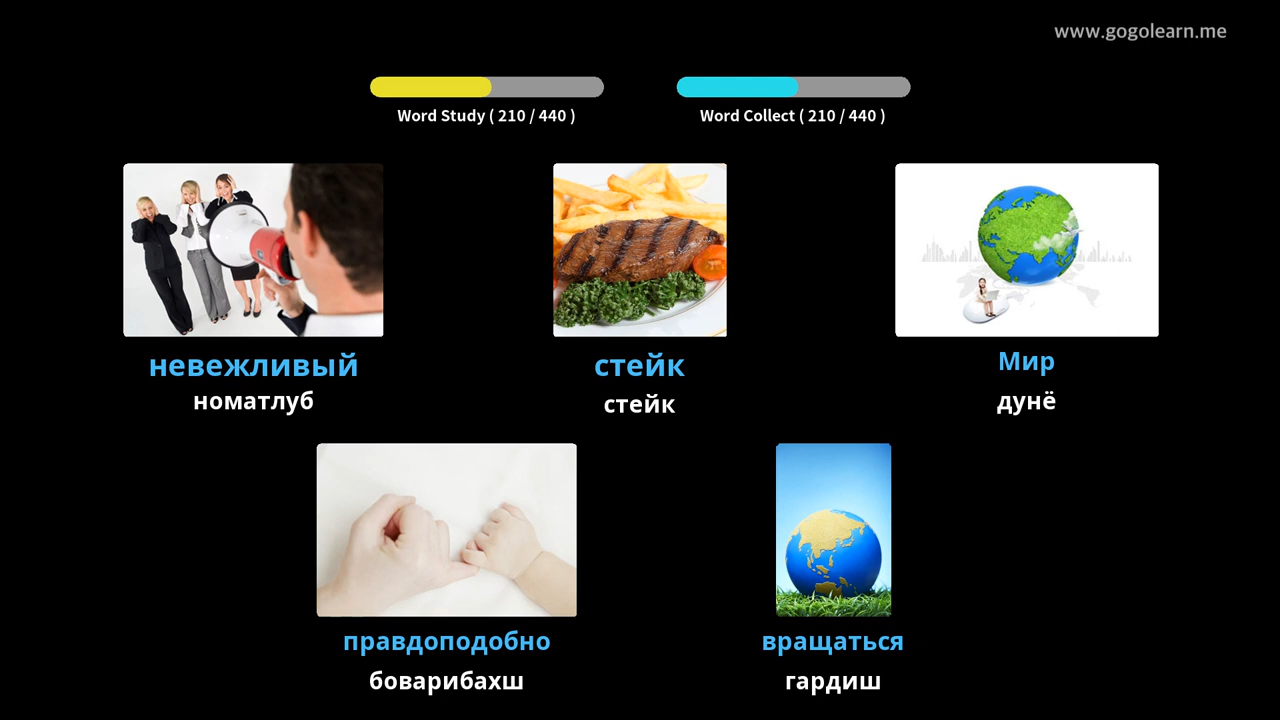 www.gogolearn.me
Word Study ( 210 / 440 )
Word Collect ( 210 / 440 )
невежливый
номатлуб
стейк
стейк
Мир
дунё
правдоподобно
боварибахш
вращаться
гардиш